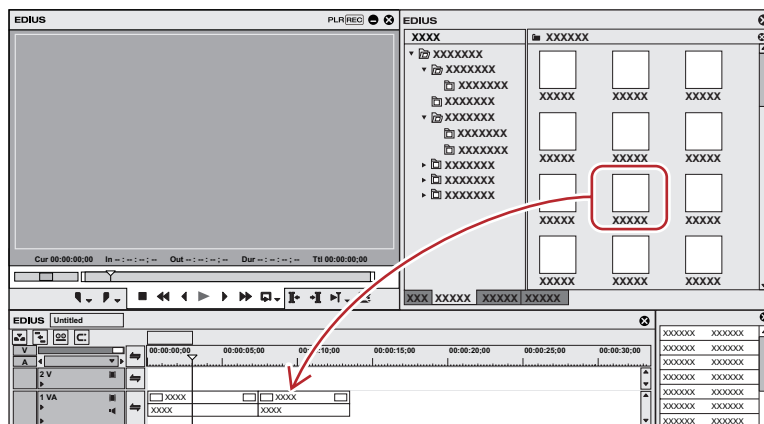 EDIUS
PLR REC
Cur 00:00:00;00 In -- : -- : -- ; -- Out -- : -- : -- ; -- Dur -- : -- : -- ; -- Ttl 00:00:00;00
EDIUS
XXXX
XXXXXXX
XXXXXXX
XXXXXXX
XXXXXXX
XXXXXXX
XXXXXXX
XXXXXXX
XXXXXXX
XXXXXXX
XXXXXXX
XXXXXX
XXXXX XXXXX XXXXX
XXXXX XXXXX XXXXX
XXXXX XXXXX XXXXX
XXXXX XXXXX XXXXX
XXX XXXXX XXXXX XXXXX
EDIUS Untitled
V
A
00:00:00;00 00:00:05;00 00:00:10;00 00:00:15;00 00:00:20;00 00:00:25;00 00:00:30;00
2 V
1 VA
XXXX XXXX
XXXX XXXX
XXXXXX XXXXXX
XXXXXX XXXXXX
XXXXXX XXXXXX
XXXXXX XXXXXX
XXXXXX XXXXXX
XXXXXX XXXXXX
XXXXXX XXXXXX